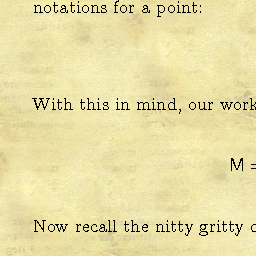 notations for a point:
With this in mind, our work
M =
Now recall the nitty gritty